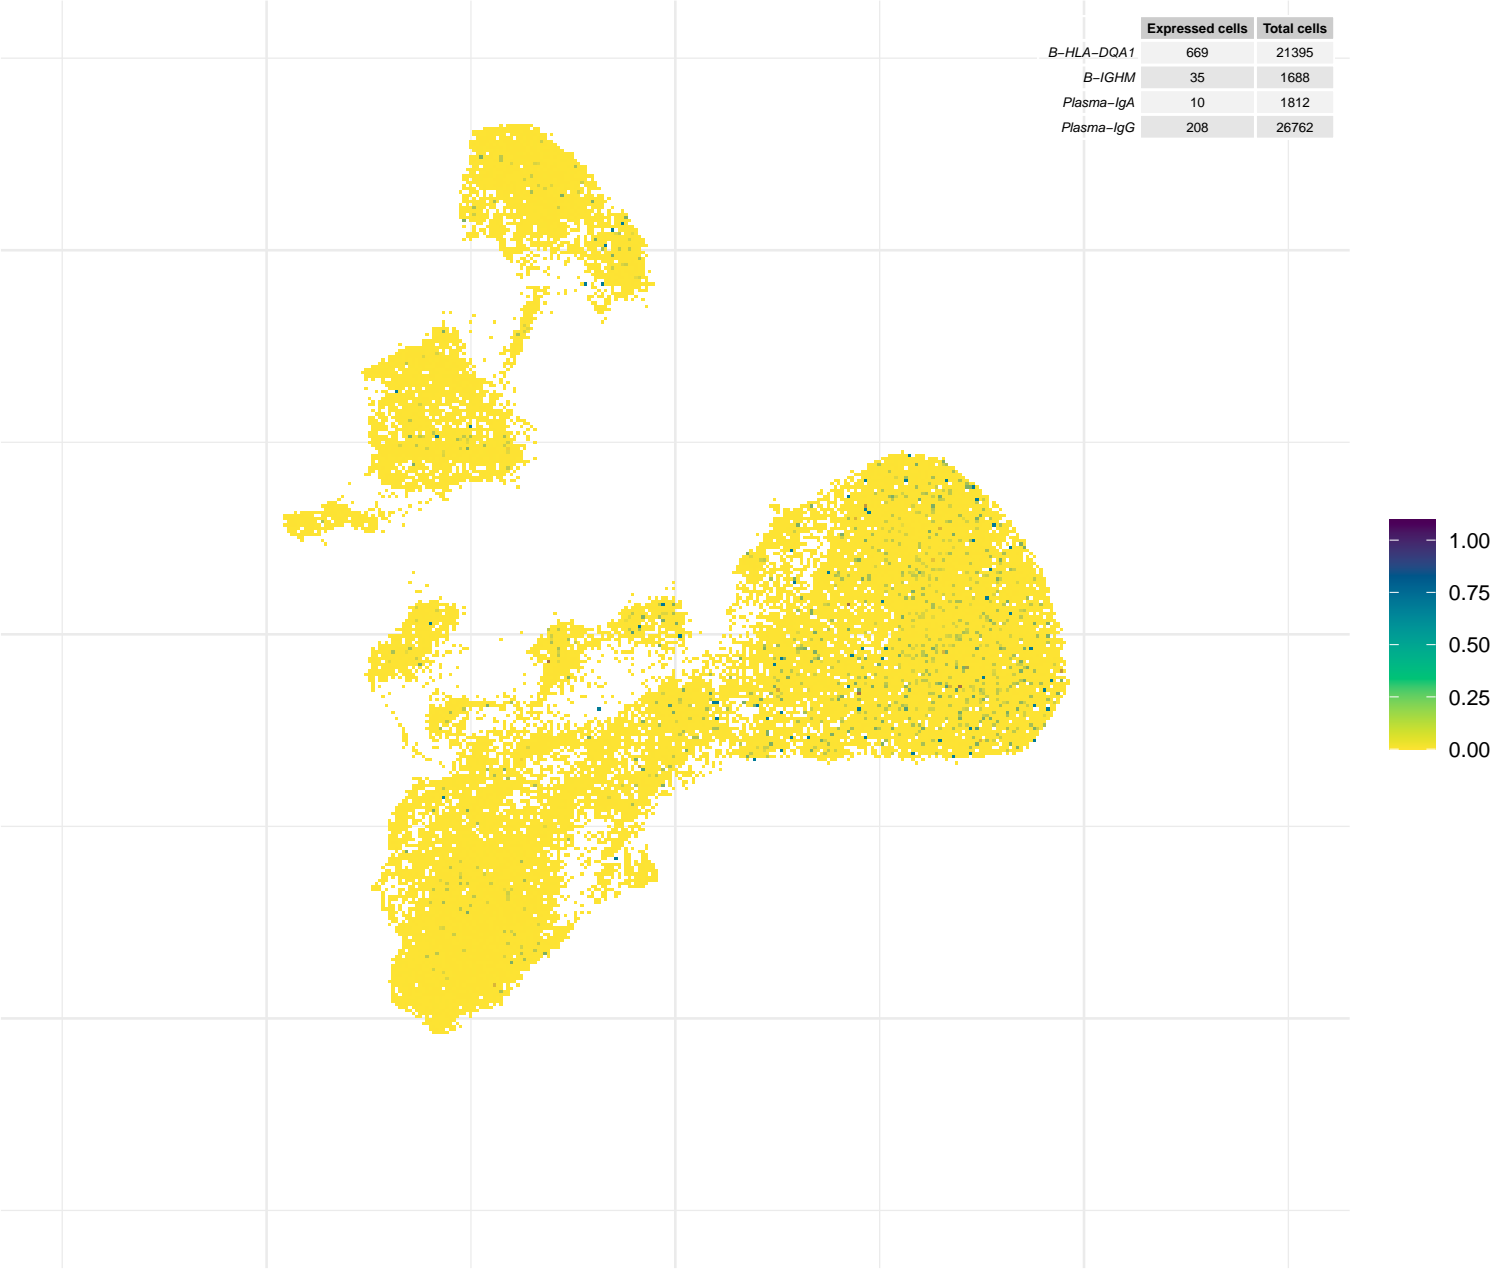 Expressed cells Total cells
B−HLA−DQA1 669 21395
B−IGHM 35 1688
Plasma−IgA 10 1812
Plasma−IgG 208 26762
1.00
0.75
0.50
0.25
0.00